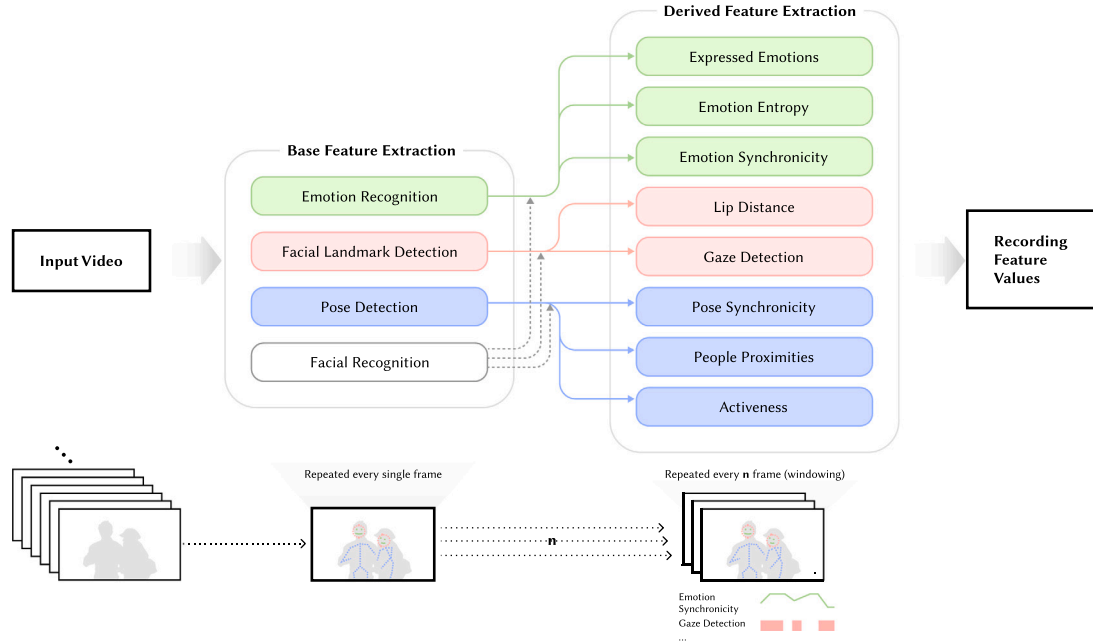 Derived Feature Extraction
Expressed Emotions
Emotion Entropy
Emotion Synchronicity
Lip Distance
Gaze Detection
Pose Synchronicity
People Proximities
Activeness
Base Feature Extraction
Emotion Recognition
Facial Landmark Detection
Pose Detection
Facial Recognition
Input Video
Recording
Feature
Values
Repeated every single frame
Repeated every n frame (windowing)
n
Emotion
Synchronicity
Gaze Detection
...